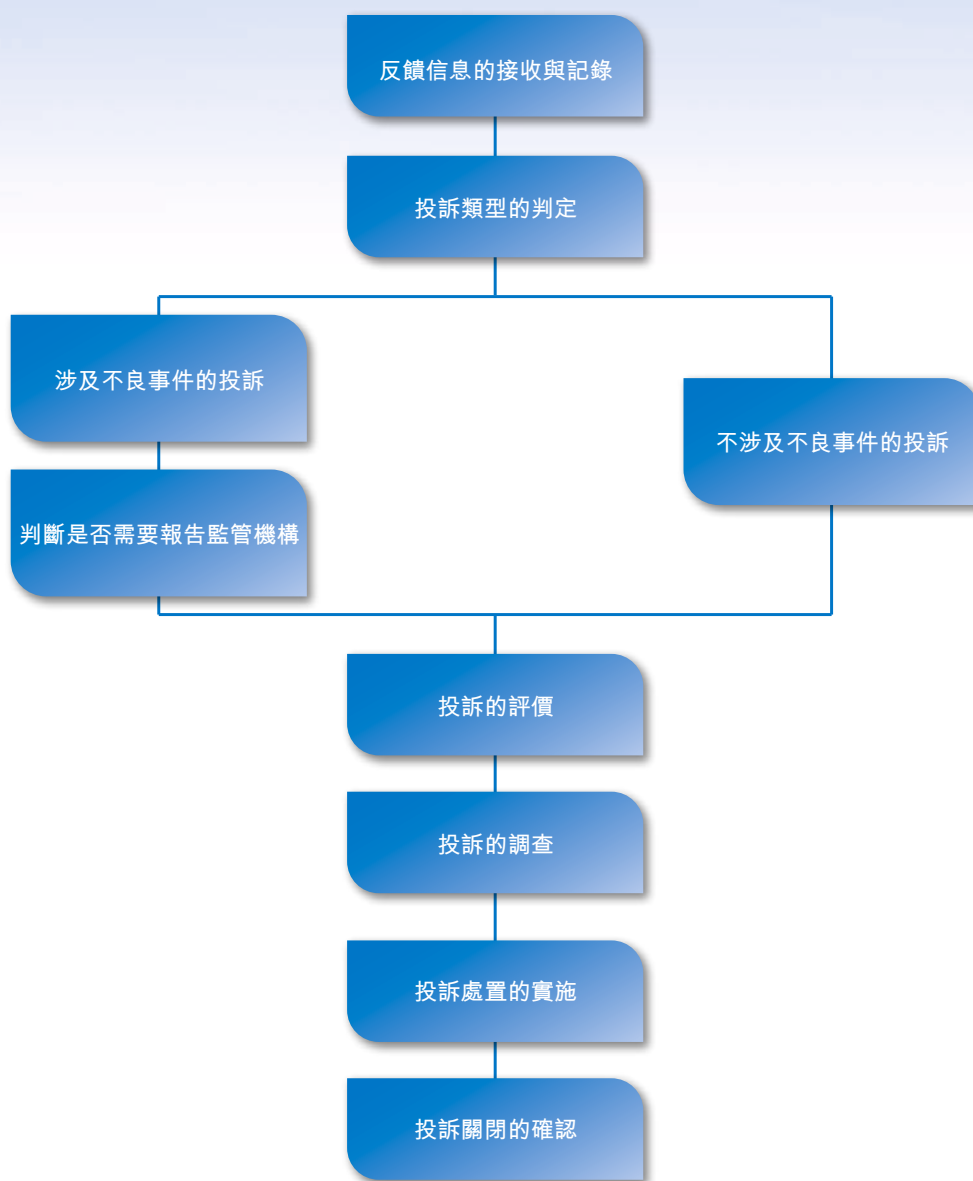 反饋信息的接收與記錄
投訴類型的判定
涉及不良事件的投訴
不涉及不良事件的投訴
判斷是否需要報告監管機構
投訴的評價
投訴的調查
投訴處置的實施
投訴關閉的確認